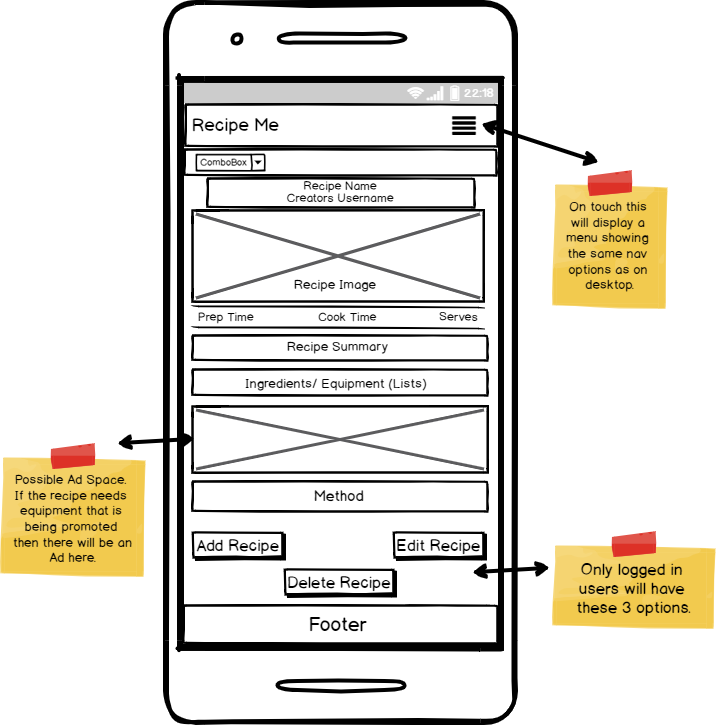 22:18
Recipe Me
ComboBox
Recipe Name
Creators Username
Recipe Image
Prep Time Cook Time Serves
Recipe Summary
Ingredients/ Equipment (Lists)
Method
Add Recipe Edit Recipe
Delete Recipe
Footer
On touch this
will display a
menu showing
the same nav
options as on
desktop.
Possible Ad Space.
If the recipe needs
equipment that is
being promoted
then there will be an
Ad here.
Only logged in
users will have
these 3 options.